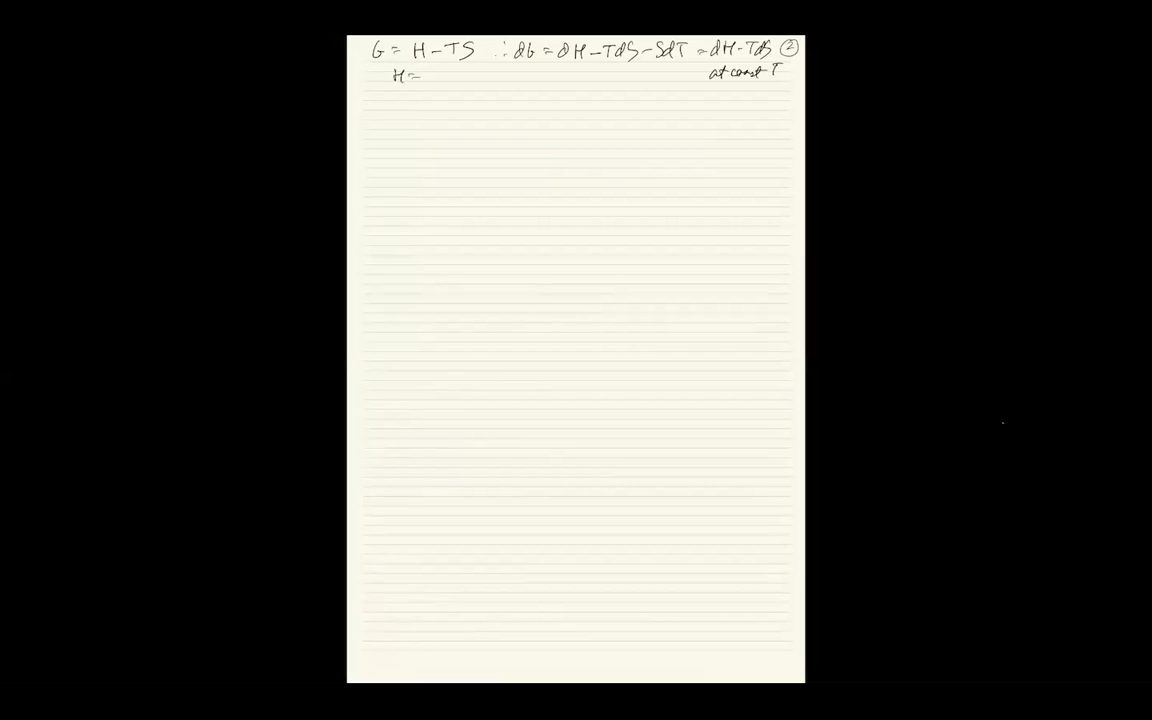 G = H - TS ∴ dG = dH - TdS - SdT = dH - TdS ②
H = at const T